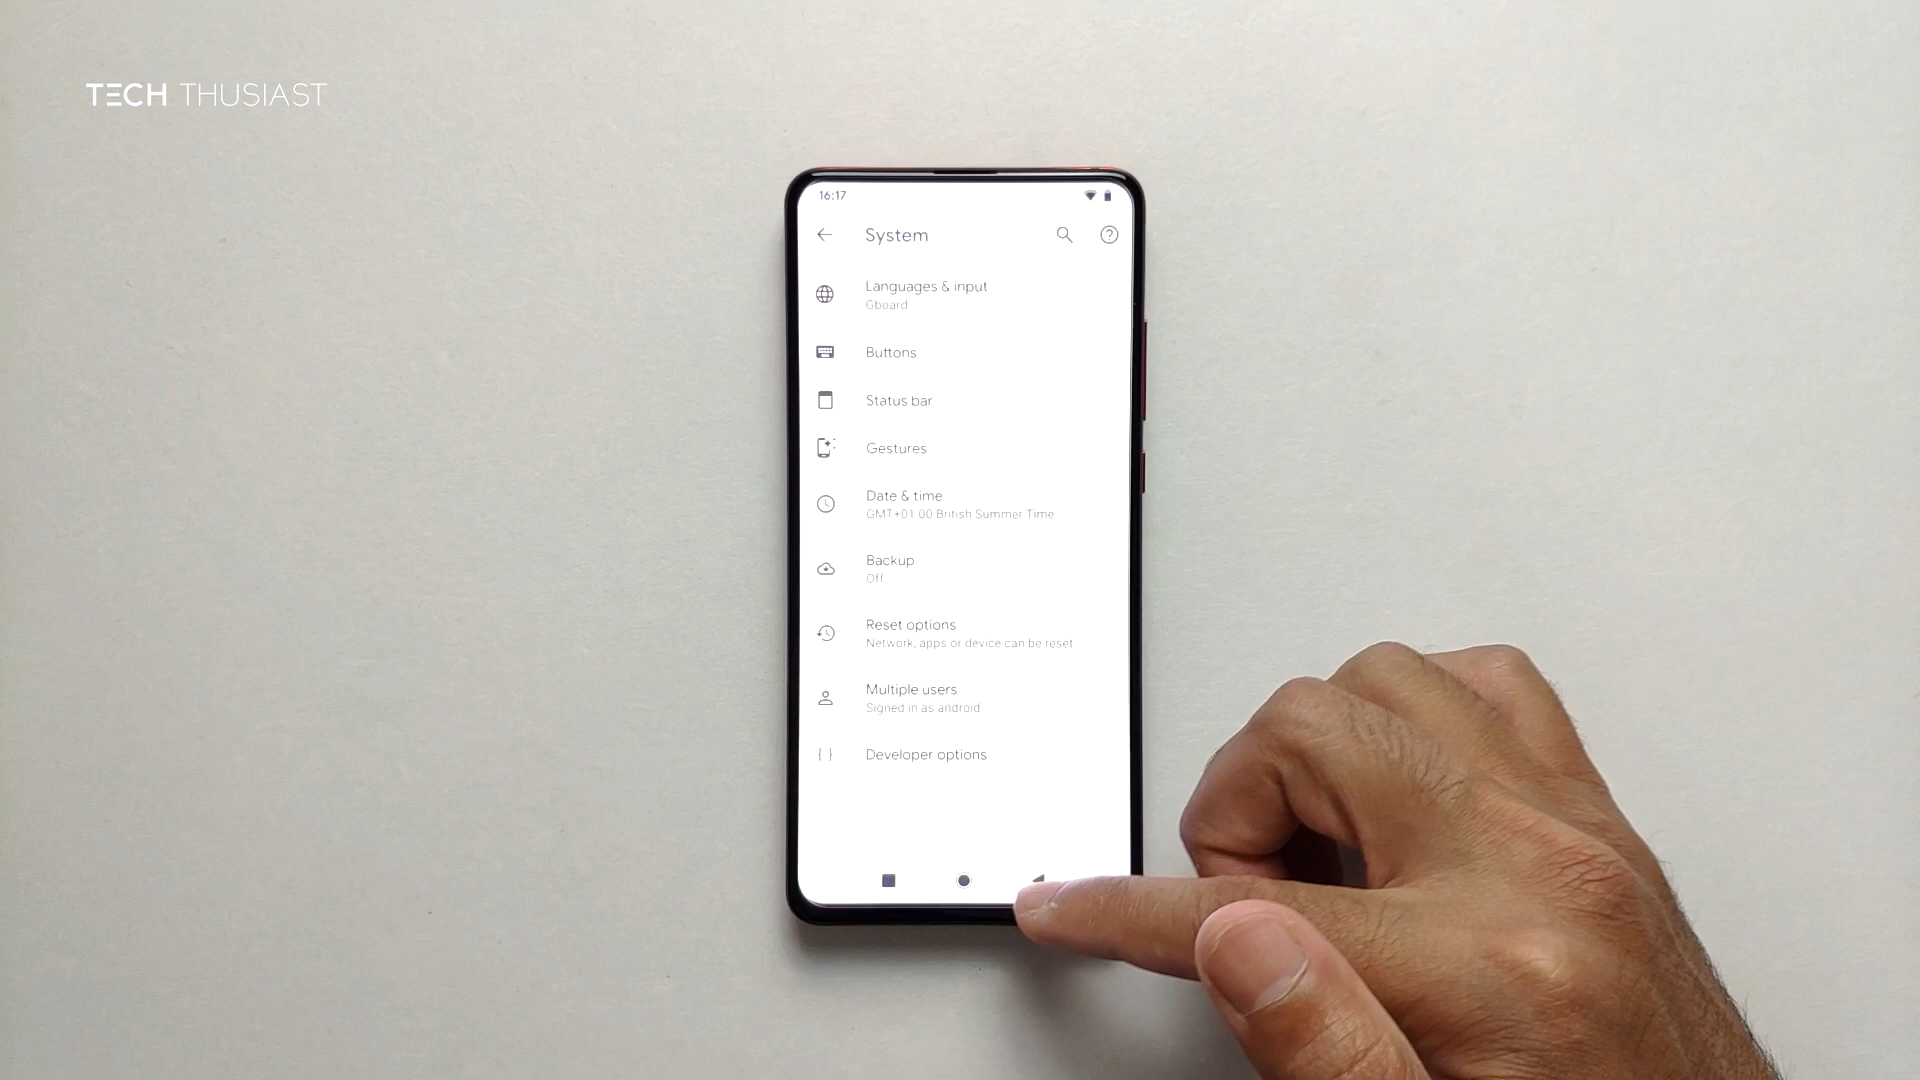 TECH THUSIAST
16:17
System
Languages & input
Gboard
Buttons
Status bar
Gestures
Date & time
GMT+01 00 British Summer Time
Backup
Off
Reset options
Network, apps or device can be reset
Multiple users
Signed in as android
{ } Developer options